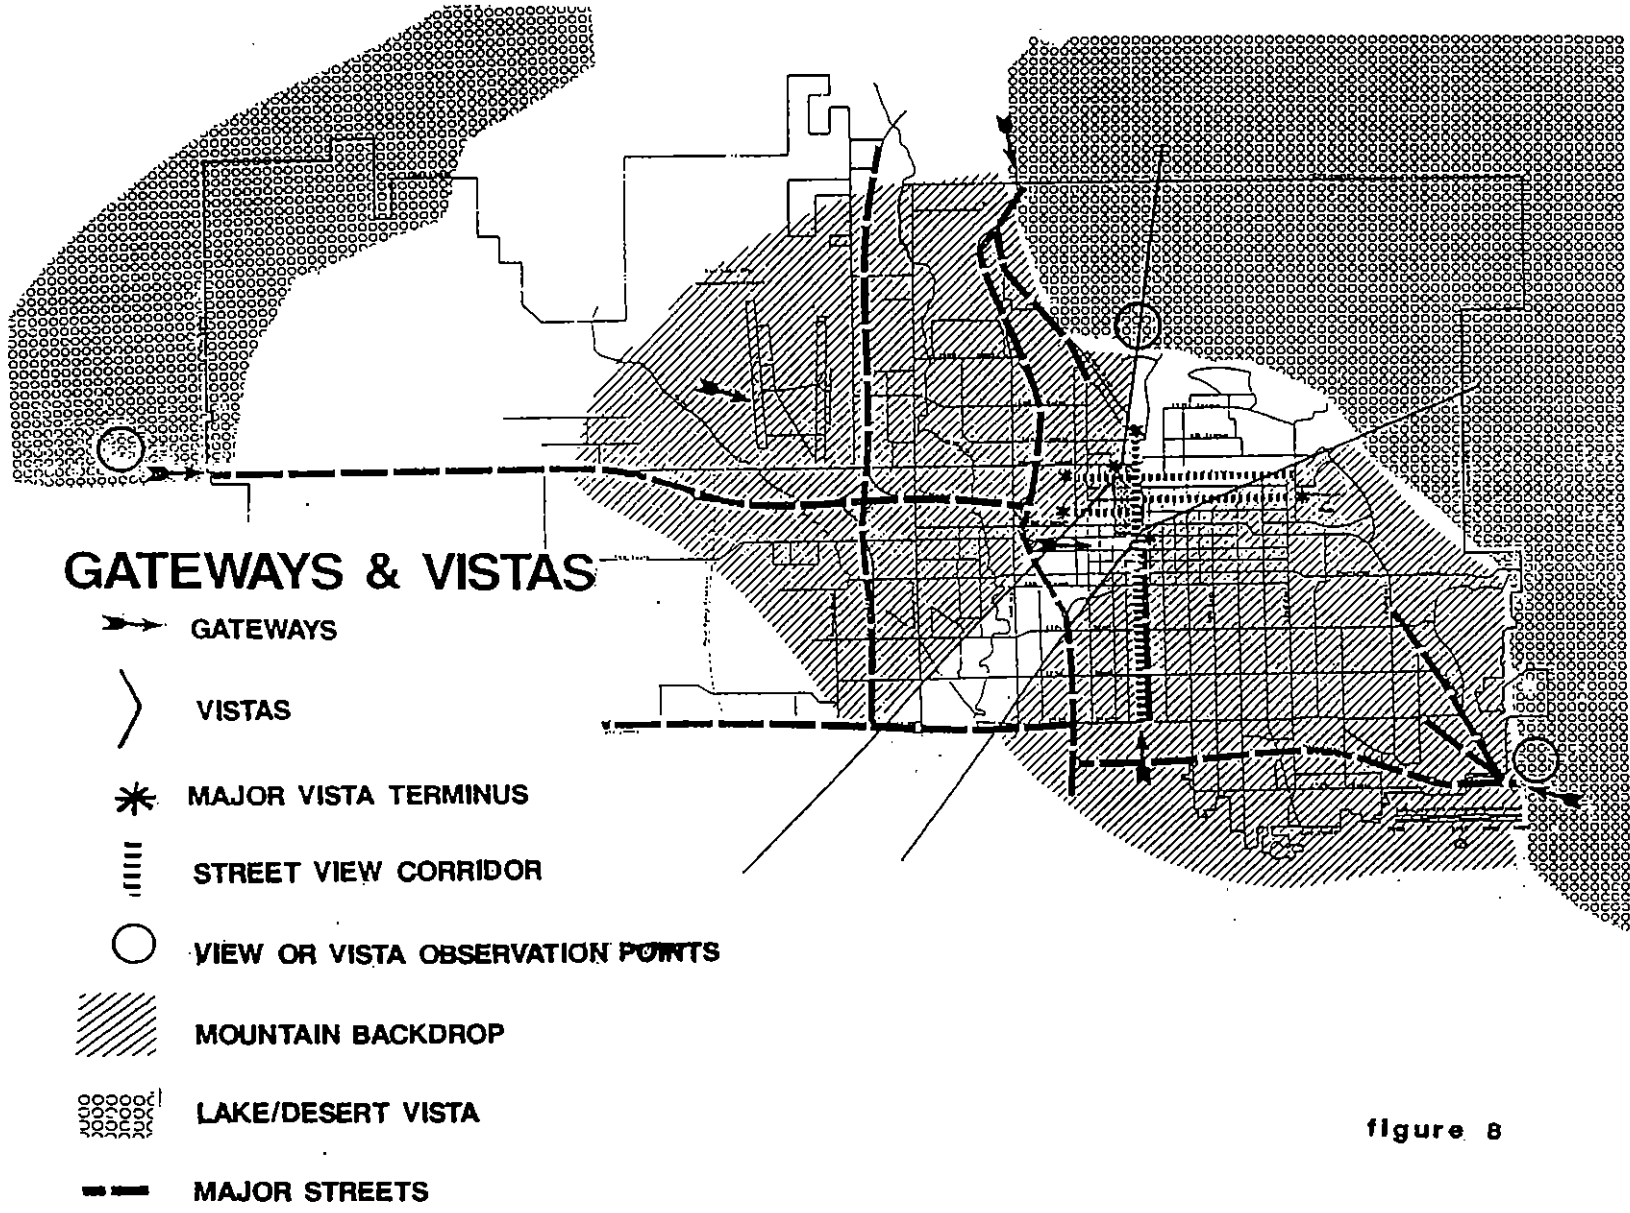 GATEWAYS & VISTAS
GATEWAYS
VISTAS
MAJOR VISTA TERMINUS
STREET VIEW CORRIDOR
VIEW OR VISTA OBSERVATION POINTS
MOUNTAIN BACKDROP
LAKE/DESERT VISTA
MAJOR STREETS
figure 8